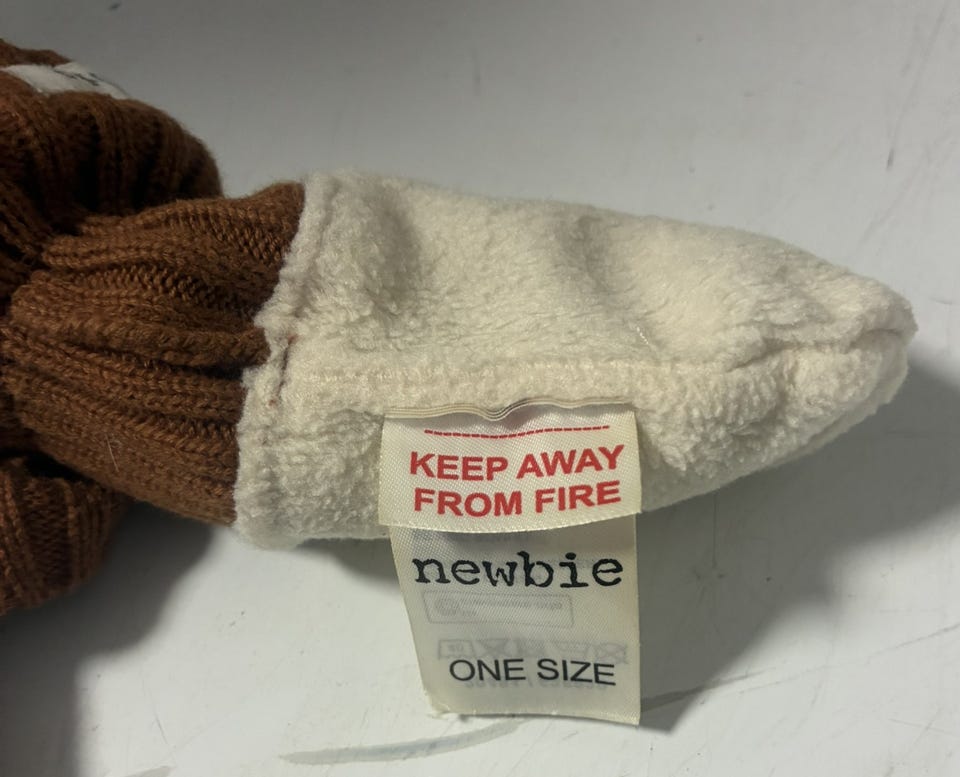 KEEP AWAY
FROM FIRE
newbie
ONE SIZE